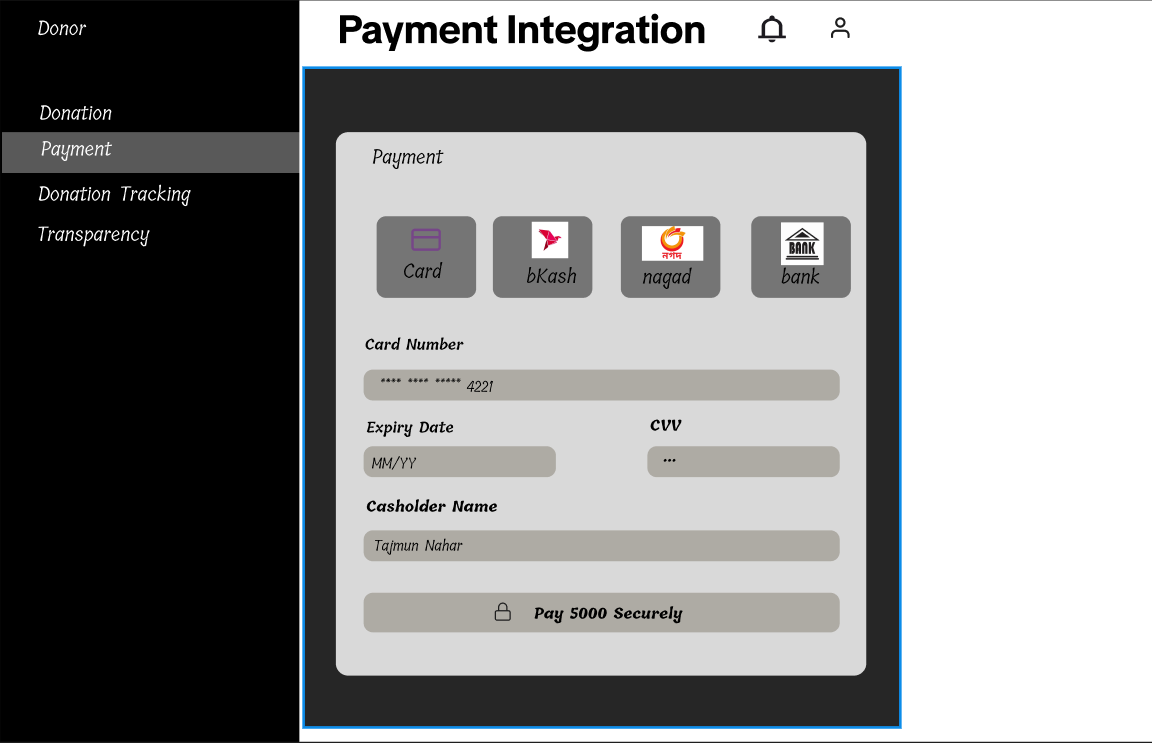 Donor
Payment Integration
Donation
Payment
Donation Tracking
Transparency
Payment
নগদ
BANK
Card
bKash
nagad
bank
Card Number
**** **** ***** 4221
Expiry Date
CVV
MM/YY
•••
Casholder Name
Tajmun Nahar
Pay 5000 Securely